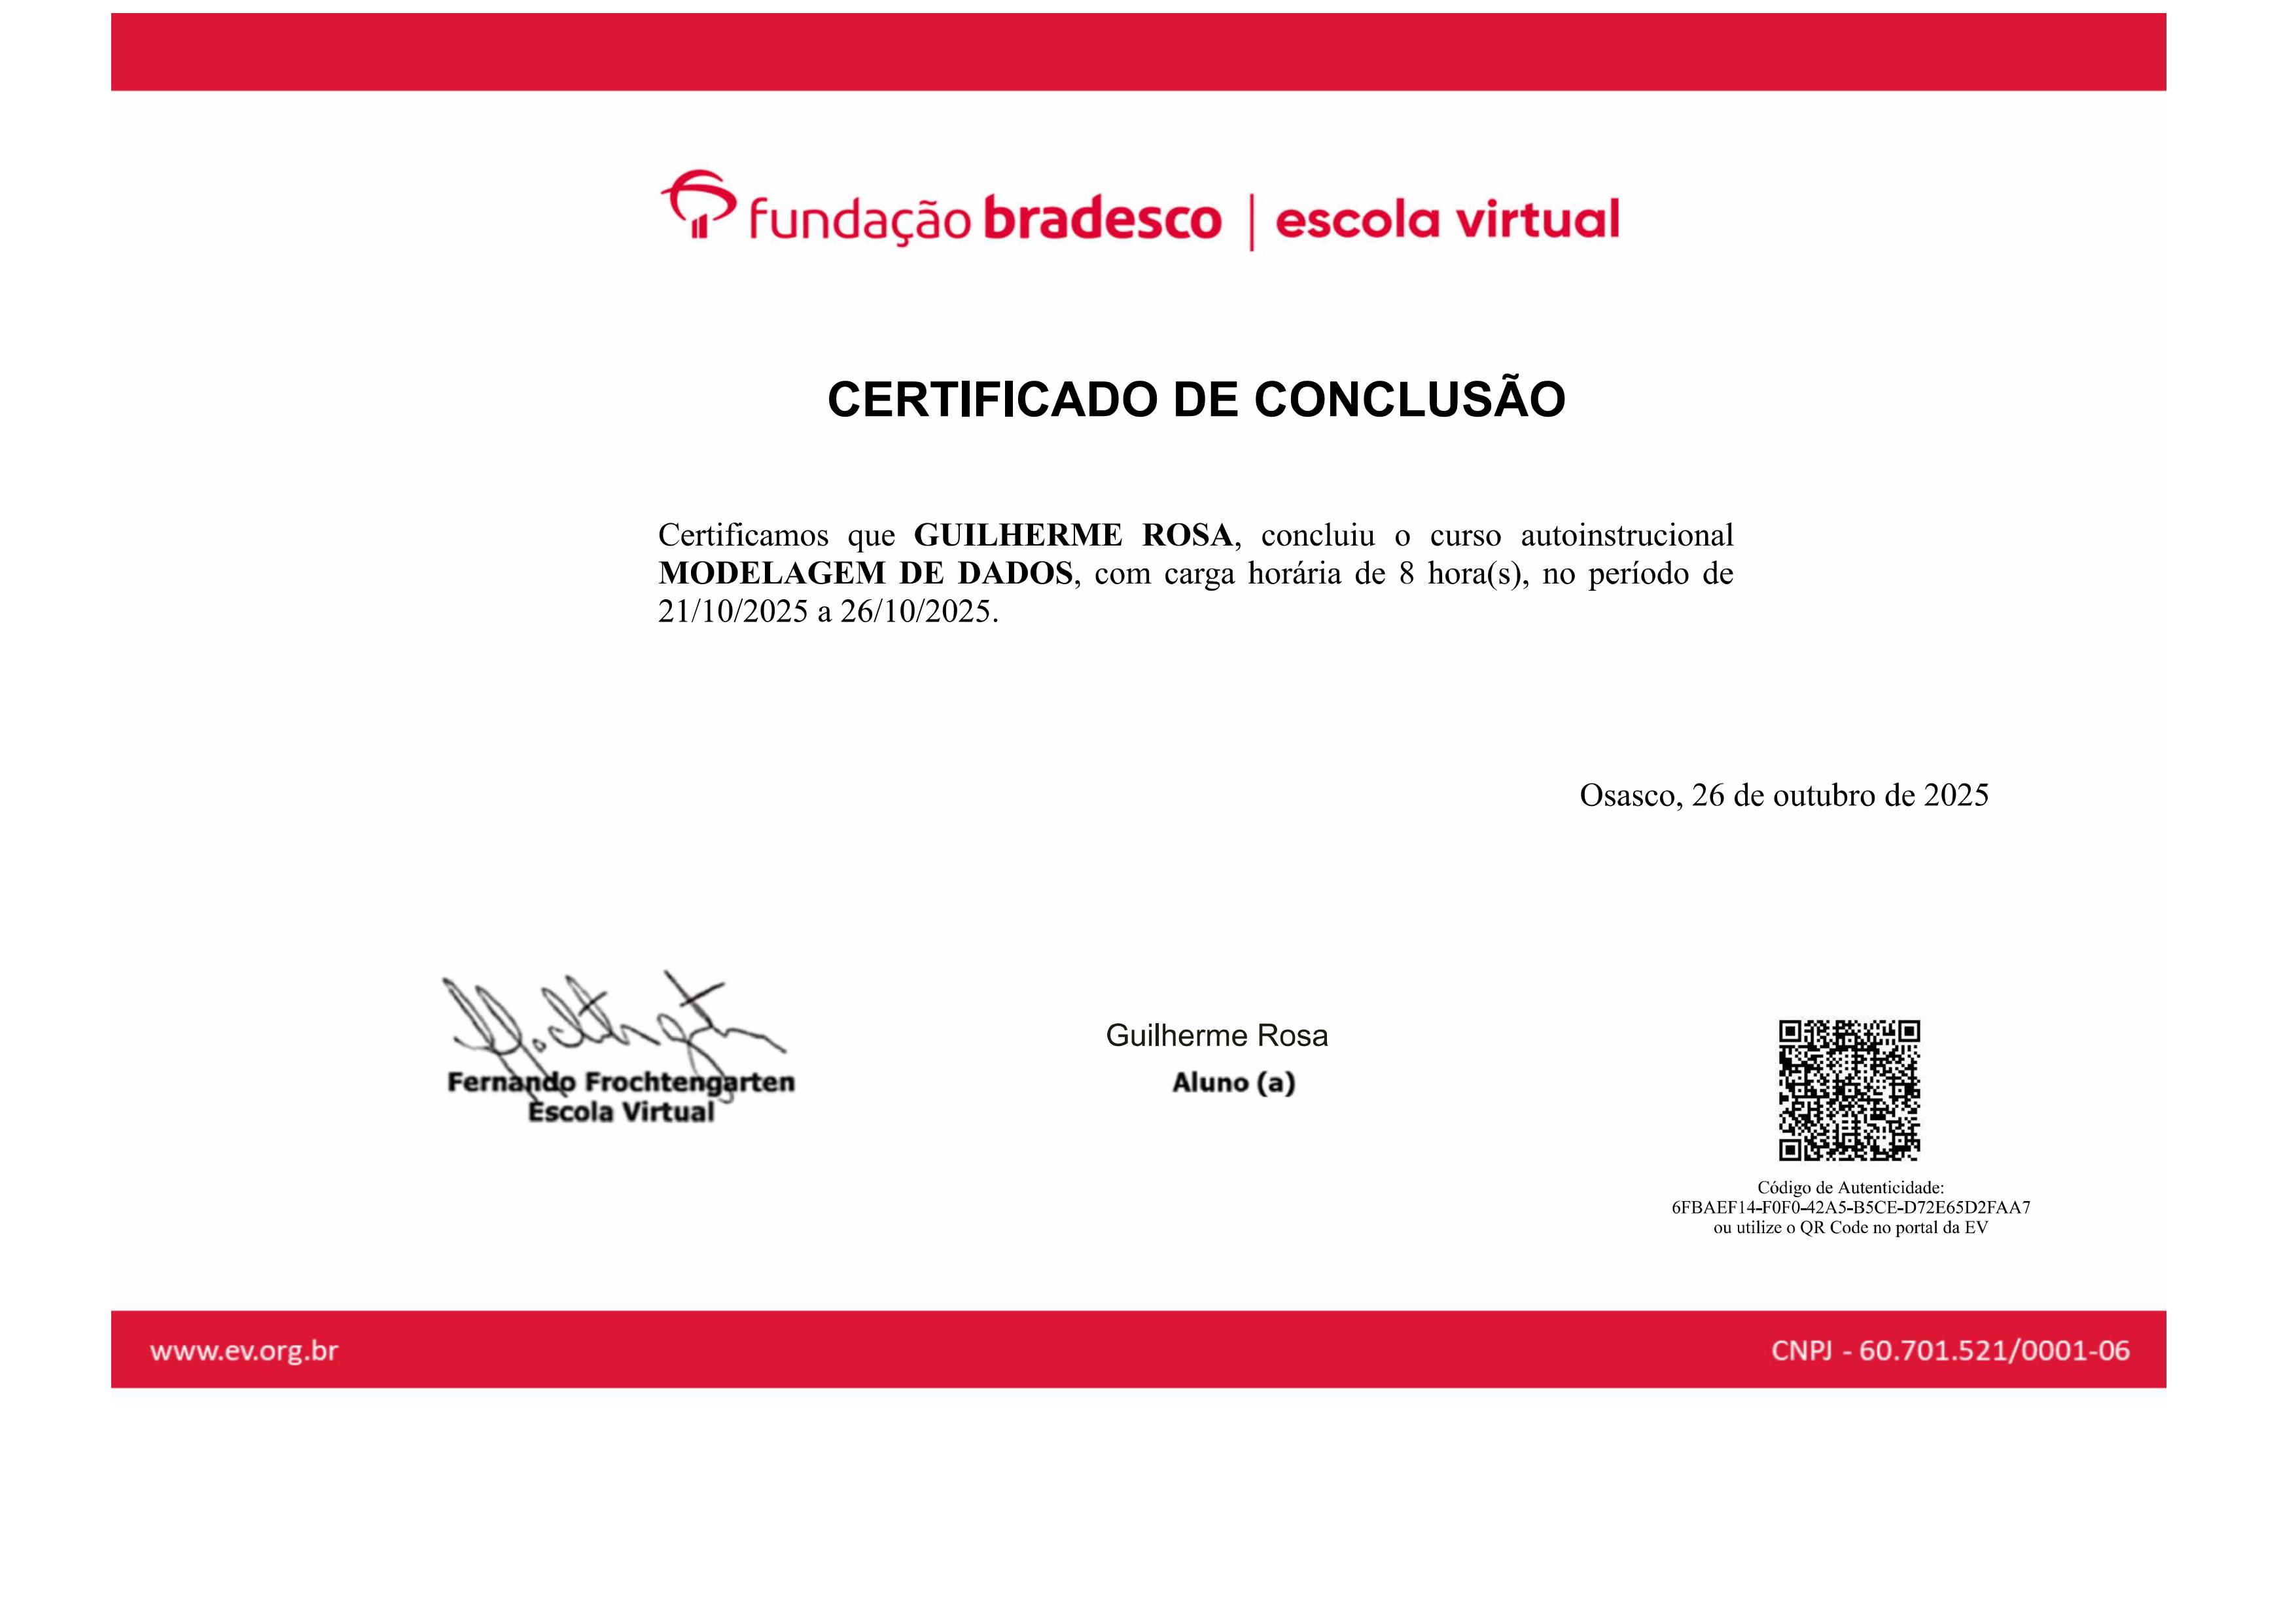 fundação bradesco | escola virtual
CERTIFICADO DE CONCLUSÃO
Certificamos que GUILHERME ROSA, concluiu o curso autoinstrucional
MODELAGEM DE DADOS, com carga horária de 8 hora(s), no período de
21/10/2025 a 26/10/2025.
Osasco, 26 de outubro de 2025
Fernando Frochtengarten
Escola Virtual
Guilherme Rosa
Aluno (a)
Código de Autenticidade:
6FBAEF14-F0F0-42A5-B5CE-D72E65D2FAA7
ou utilize o QR Code no portal da EV
www.ev.org.br
CNPJ - 60.701.521/0001-06